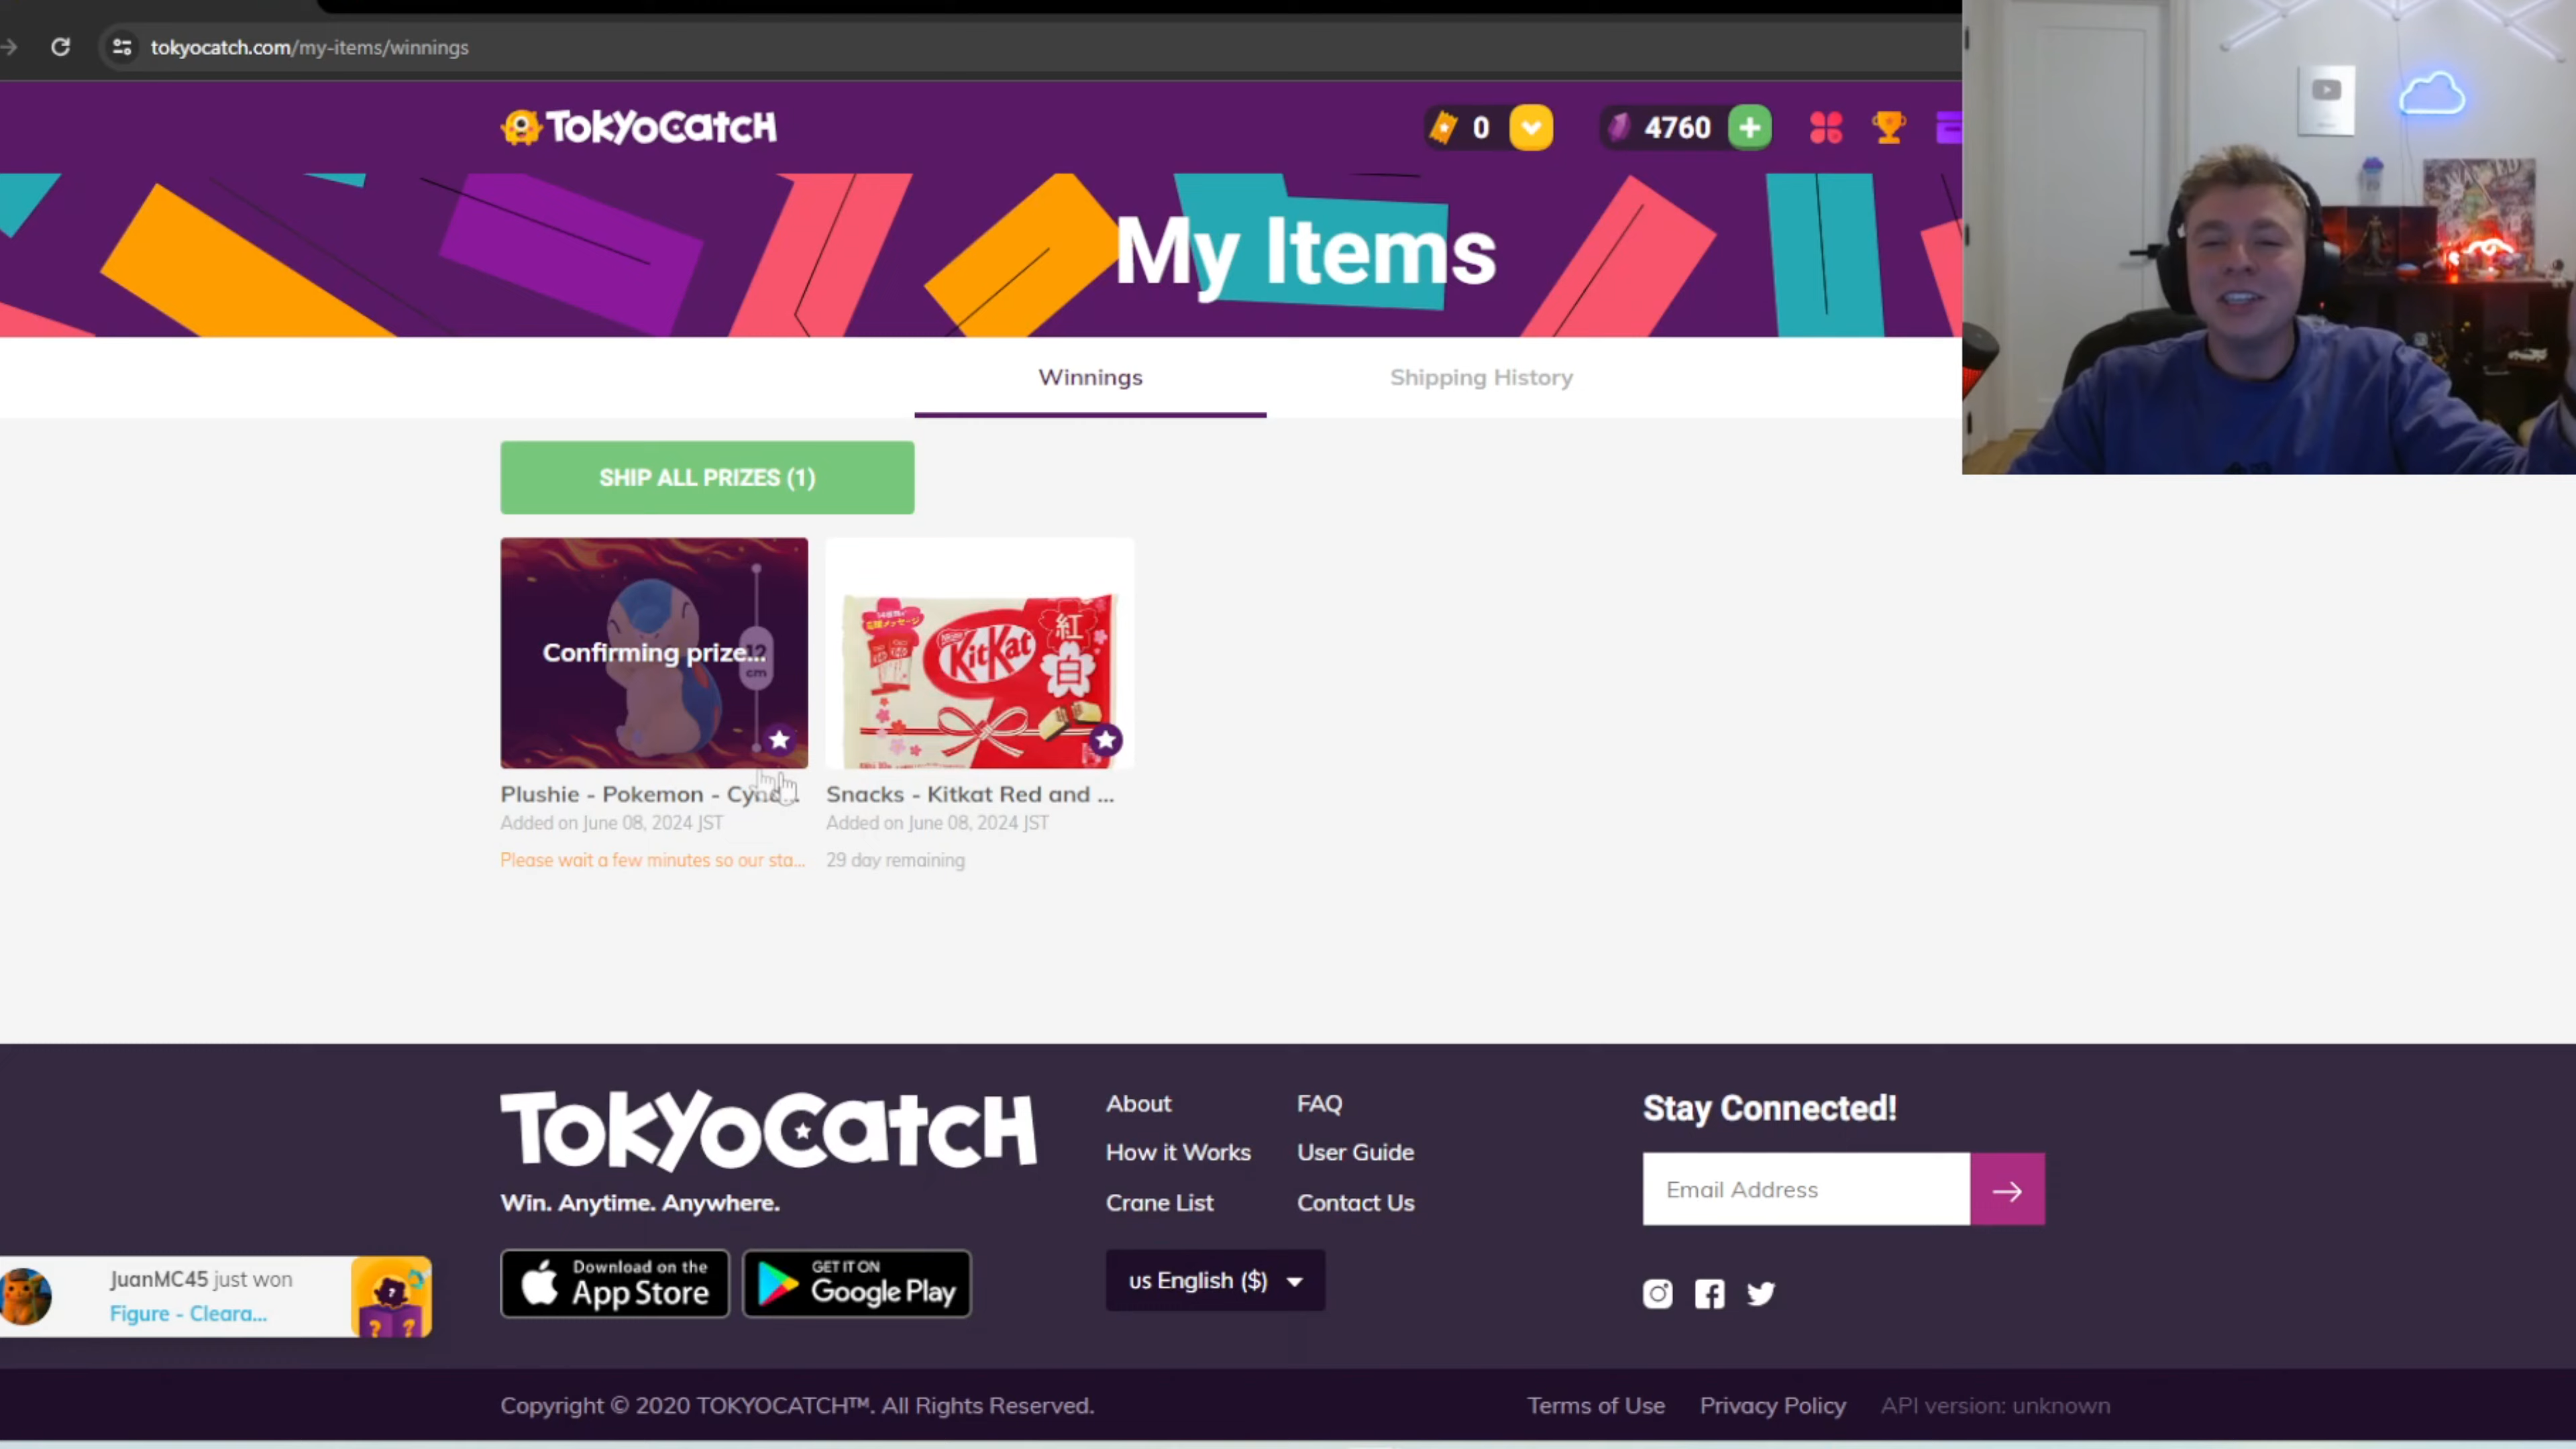 tokyocatch.com/my-items/winnings
TOKYOCATCH
0
4760
My Items
Winnings
Shipping History
SHIP ALL PRIZES (1)
Confirming prize...
12
cm
KitKat
紅
白
Plushie - Pokemon - Cynd...
Snacks - Kitkat Red and ...
Added on June 08, 2024 JST
Added on June 08, 2024 JST
Please wait a few minutes so our sta...
29 day remaining
TOKYOCATCH
Win. Anytime. Anywhere.
Download on the
App Store
GET IT ON
Google Play
About
FAQ
How it Works
User Guide
Crane List
Contact Us
us English ($)
Stay Connected!
Email Address
JuanMC45 just won
Figure - Cleara...
? ? ?
Copyright © 2020 TOKYOCATCH™. All Rights Reserved.
Terms of Use
Privacy Policy
API version: unknown